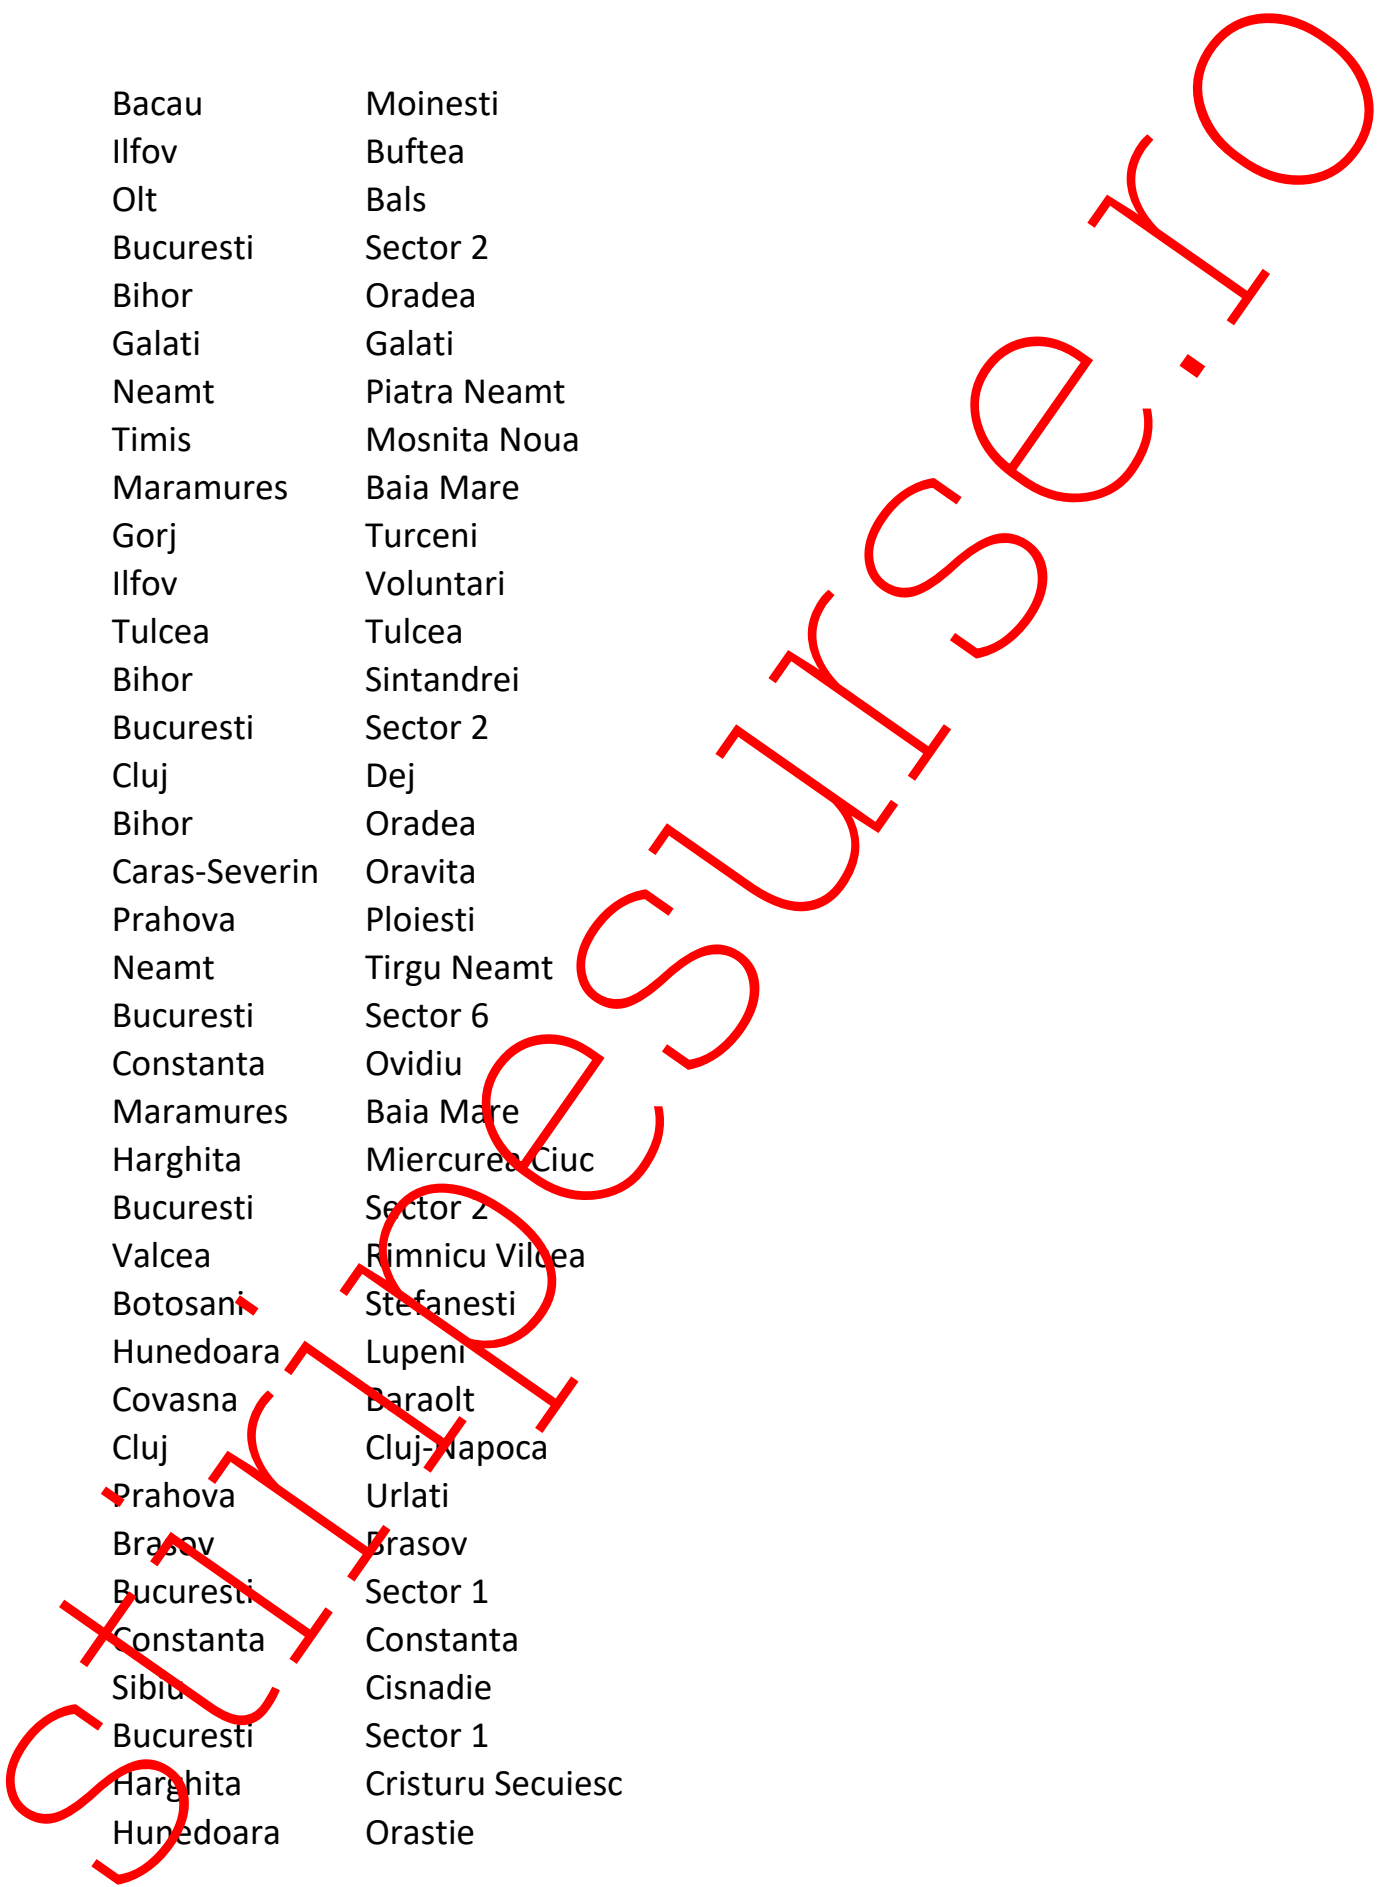 Bacau Moinesti
Ilfov Buftea
Olt Bals
Bucuresti Sector 2
Bihor Oradea
Galati Galati
Neamt Piatra Neamt
Timis Mosnita Noua
Maramures Baia Mare
Gorj Turceni
Ilfov Voluntari
Tulcea Tulcea
Bihor Sintandrei
Bucuresti Sector 2
Cluj Dej
Bihor Oradea
Caras-Severin Oravita
Prahova Ploiesti
Neamt Tirgu Neamt
Bucuresti Sector 6
Constanta Ovidiu
Maramures Baia Mare
Harghita Miercurea Ciuc
Bucuresti Sector 2
Valcea Rimnicu Vilcea
Botosani Stefanesti
Hunedoara Lupeni
Covasna Baraolt
Cluj Cluj-Napoca
Prahova Urlati
Brasov Brasov
Bucuresti Sector 1
Constanta Constanta
Sibiu Cisnadie
Bucuresti Sector 1
Harghita Cristuru Secuiesc
Hunedoara Orastie
stiripesurse.ro